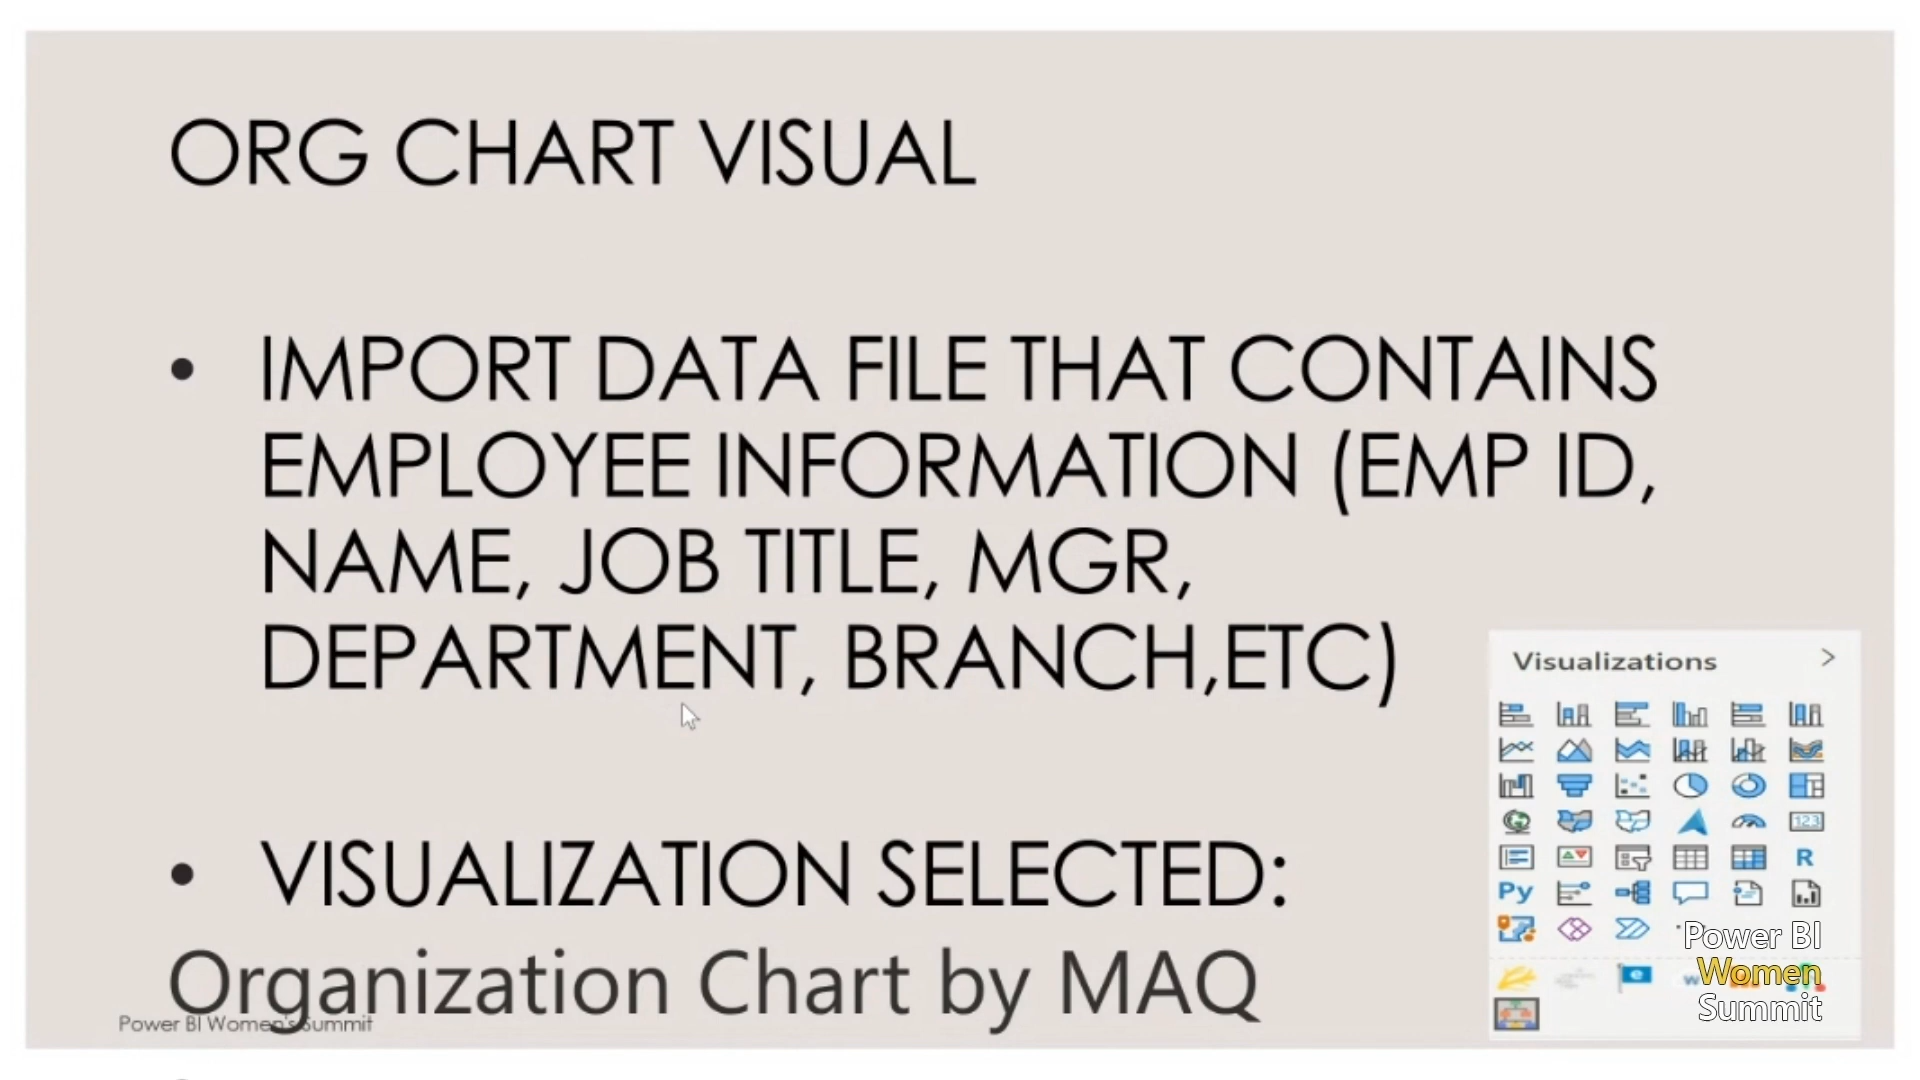 ORG CHART VISUAL
• IMPORT DATA FILE THAT CONTAINS
EMPLOYEE INFORMATION (EMP ID,
NAME, JOB TITLE, MGR,
DEPARTMENT, BRANCH,ETC)
• VISUALIZATION SELECTED:
Organization Chart by MAQ
Power BI Women's Summit
Visualizations >
123
R
Py
Power BI
Women
Summit